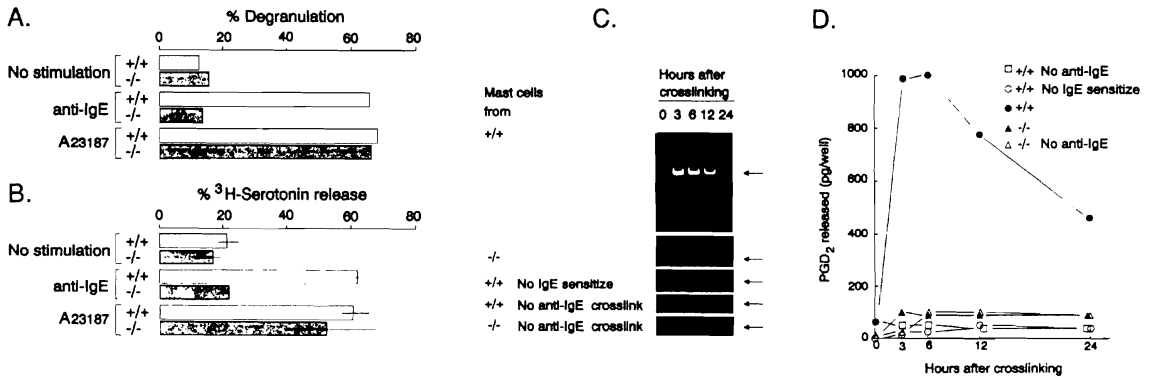 A.
% Degranulation
0 20 40 60 80
No stimulation +/+
-/-
anti-IgE +/+
-/-
A23187 +/+
-/-
B.
% 3H-Serotonin release
0 20 40 60 80
No stimulation +/+
-/-
anti-IgE +/+
-/-
A23187 +/+
-/-
C.
Mast cells
from
Hours after
crosslinking
0 3 6 12 24
+/+
-/-
+/+ No IgE sensitize
+/+ No anti-IgE crosslink
-/- No anti-IgE crosslink
D.
+/+ No anti-IgE
+/+ No IgE sensitize
+/+
-/-
-/- No anti-IgE
PGD2 released (pg/well)
1000
800
600
400
200
0
0 3 6 12 24
Hours after crosslinking